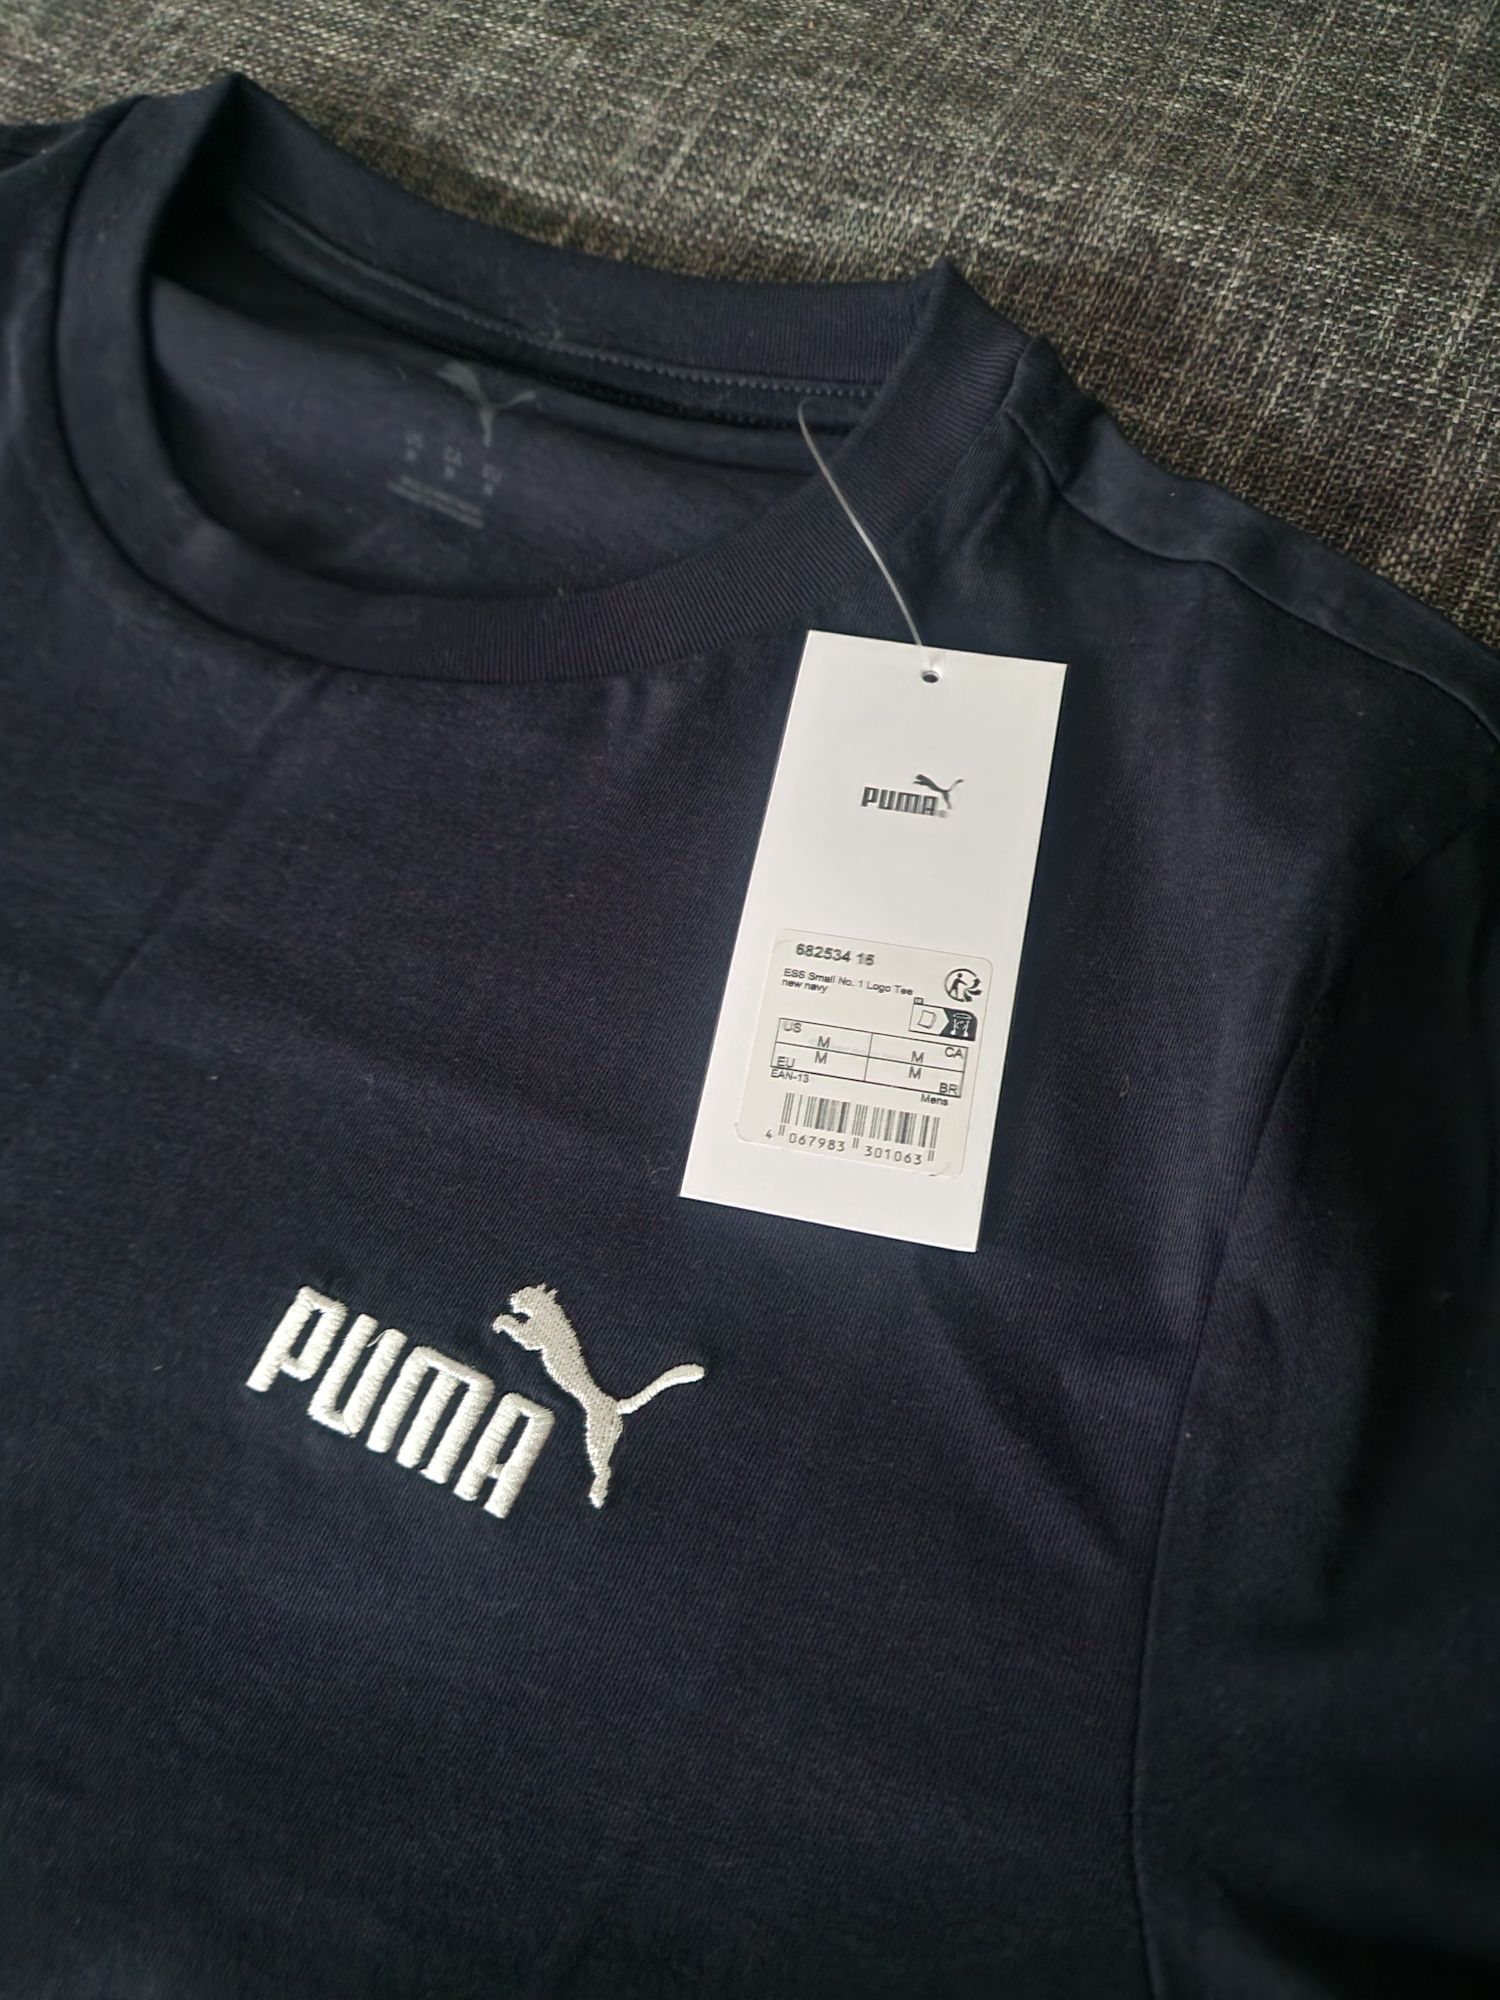 PUMA
682534 15
ESS Small No. 1 Logo Tee
new navy
US M M CA
EU M M BR
EAN-13
Mens
4 067983 301063
PUMA